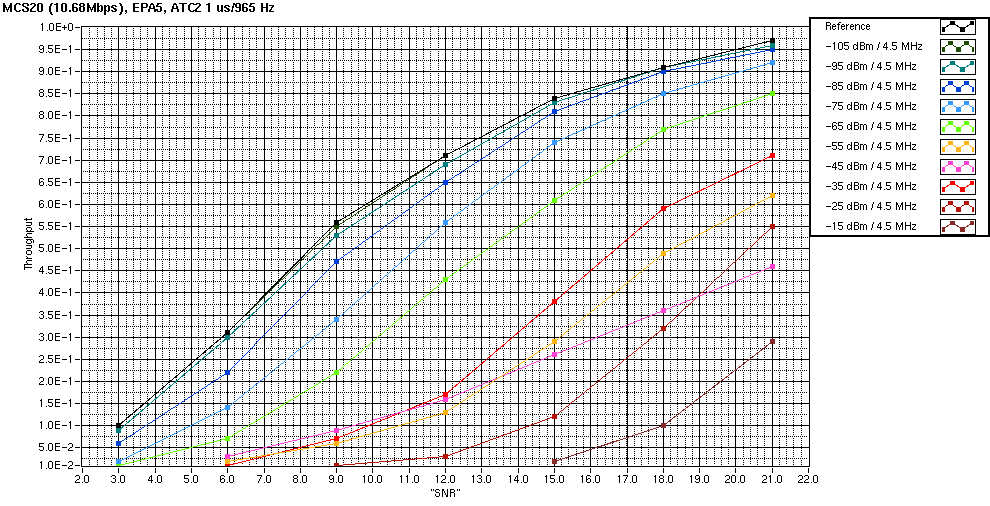 MCS20 (10.68Mbps), EPA5, ATC2 1 us/965 Hz
1.0E+0
9.5E-1
9.0E-1
8.5E-1
8.0E-1
7.5E-1
7.0E-1
6.5E-1
6.0E-1
5.5E-1
5.0E-1
4.5E-1
4.0E-1
3.5E-1
3.0E-1
2.5E-1
2.0E-1
1.5E-1
1.0E-1
5.0E-2
1.0E-2
Throughput
2.0 3.0 4.0 5.0 6.0 7.0 8.0 9.0 10.0 11.0 12.0 13.0 14.0 15.0 16.0 17.0 18.0 19.0 20.0 21.0 22.0
"SNR"
Reference
-105 dBm / 4.5 MHz
-95 dBm / 4.5 MHz
-85 dBm / 4.5 MHz
-75 dBm / 4.5 MHz
-65 dBm / 4.5 MHz
-55 dBm / 4.5 MHz
-45 dBm / 4.5 MHz
-35 dBm / 4.5 MHz
-25 dBm / 4.5 MHz
-15 dBm / 4.5 MHz